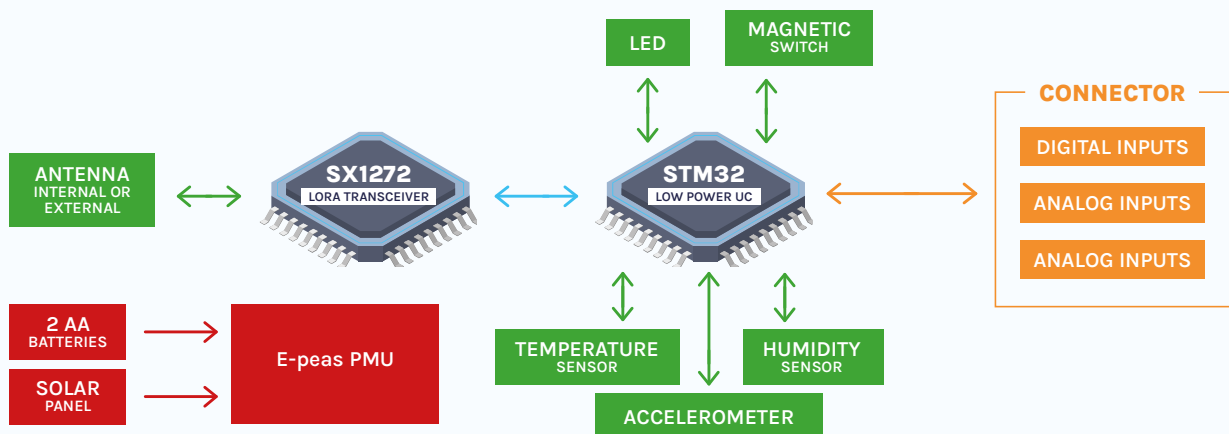 LED
MAGNETIC
SWITCH
CONNECTOR
DIGITAL INPUTS
ANALOG INPUTS
ANALOG INPUTS
ANTENNA
INTERNAL OR
EXTERNAL
SX1272
LORA TRANSCEIVER
STM32
LOW POWER UC
2 AA
BATTERIES
SOLAR
PANEL
E-peas PMU
TEMPERATURE
SENSOR
HUMIDITY
SENSOR
ACCELEROMETER